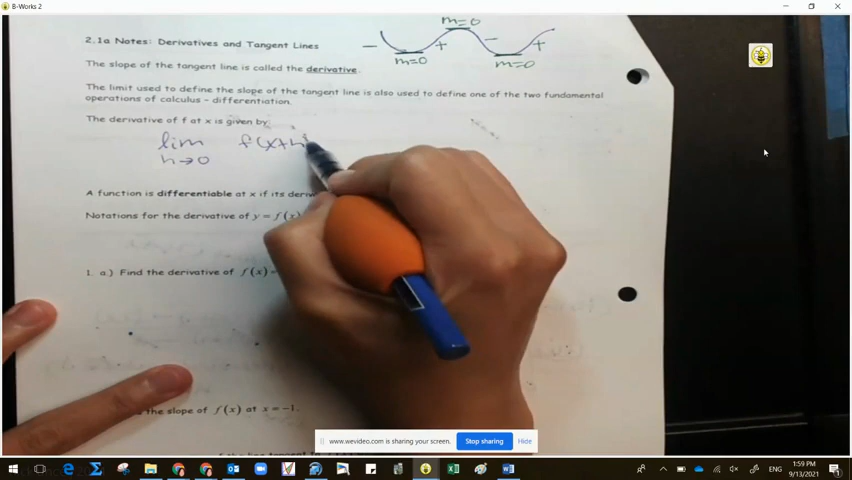 B-Works 2
m=0
2.1a Notes: Derivatives and Tangent Lines
− + − +
m=0 m=0
The slope of the tangent line is called the derivative.
The limit used to define the slope of the tangent line is also used to define one of the two fundamental
operations of calculus - differentiation.
The derivative of f at x is given by
lim f(x+h)
h→0
A function is differentiable at x if its
Notations for the derivative of y = f(x)
1. a.) Find the derivative of f(x) =
the slope of f(x) at x = -1.
www.wevideo.com is sharing your screen. Stop sharing Hide
ENG
1:59 PM
9/13/2021